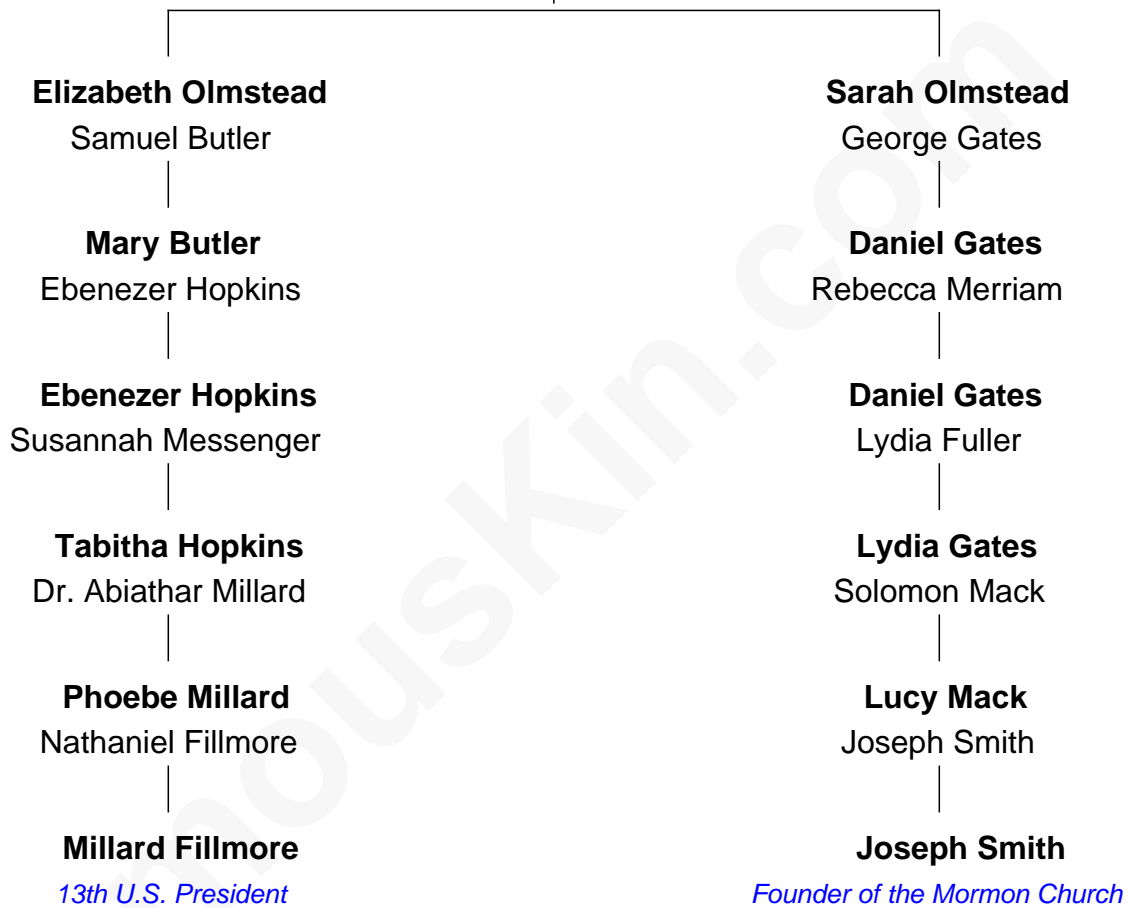 Elizabeth Olmstead
Samuel Butler
Mary Butler
Ebenezer Hopkins
Ebenezer Hopkins
Susannah Messenger
Tabitha Hopkins
Dr. Abiathar Millard
Phoebe Millard
Nathaniel Fillmore
Millard Fillmore
13th U.S. President
Sarah Olmstead
George Gates
Daniel Gates
Rebecca Merriam
Daniel Gates
Lydia Fuller
Lydia Gates
Solomon Mack
Lucy Mack
Joseph Smith
Joseph Smith
Founder of the Mormon Church
mouskin.com